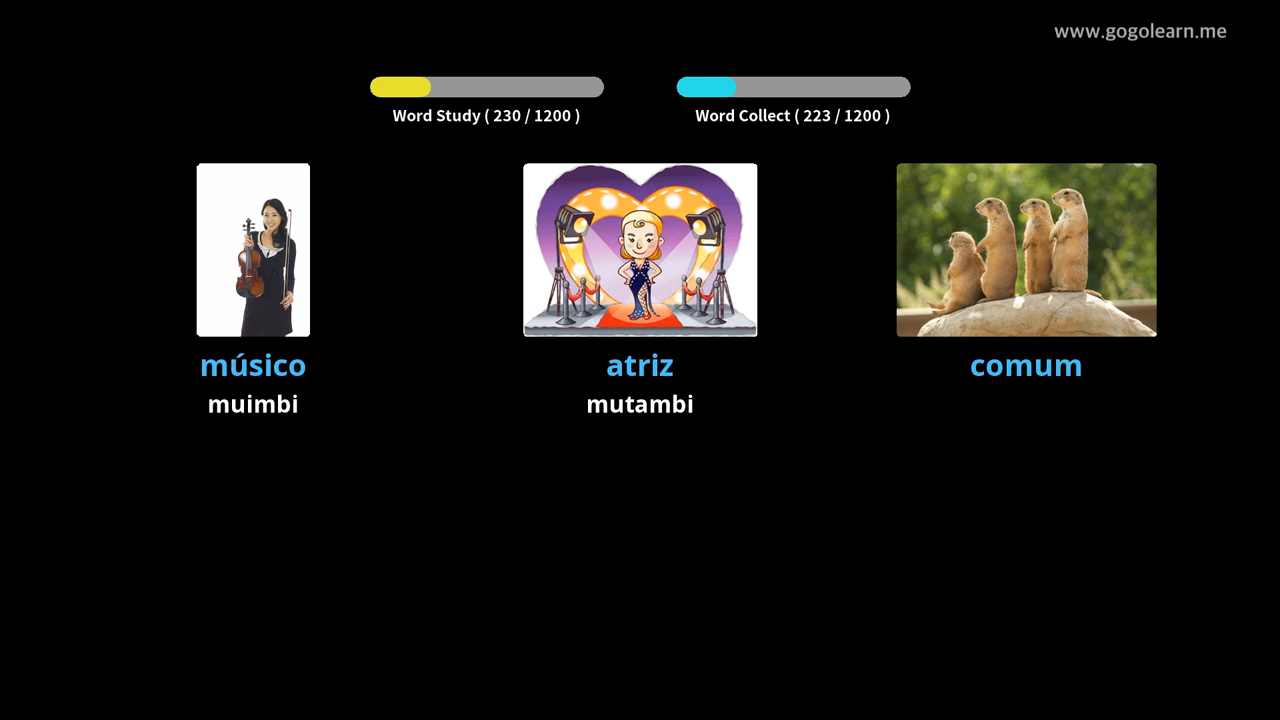 www.gogolearn.me
Word Study ( 230 / 1200 )
Word Collect ( 223 / 1200 )
músico
muimbi
atriz
mutambi
comum